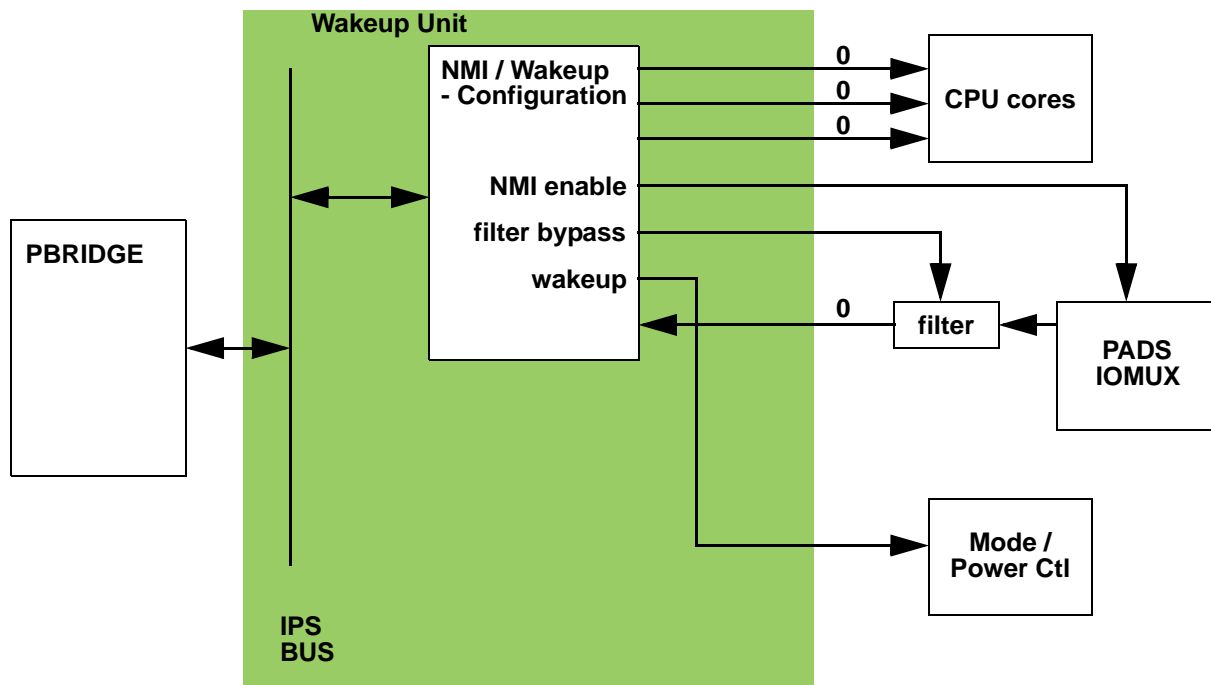 Wakeup Unit
NMI / Wakeup
- Configuration
0
0
0
CPU cores
NMI enable
filter bypass
wakeup
PBRIDGE
0
filter
PADS
IOMUX
Mode /
Power Ctl
IPS
BUS